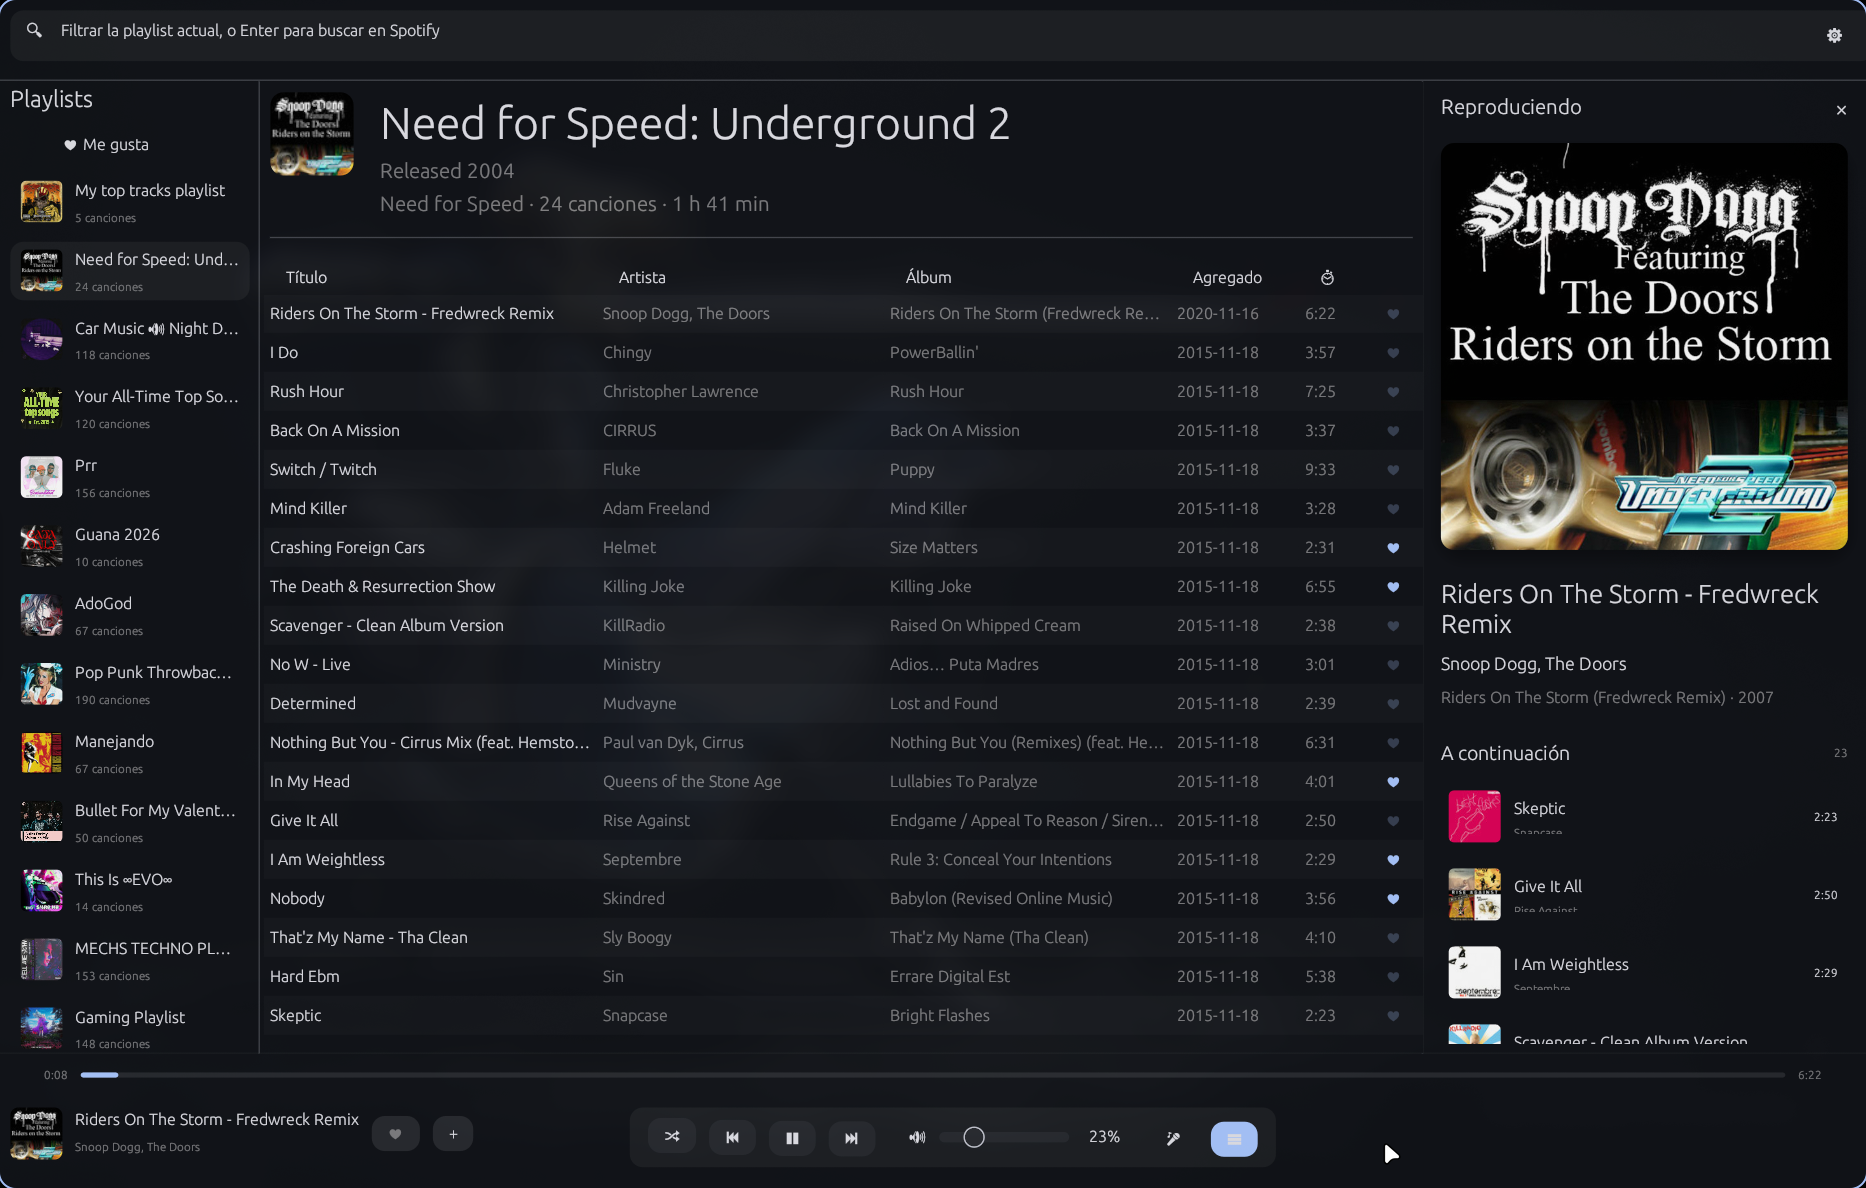 Filtrar la playlist actual, o Enter para buscar en Spotify
Playlists
Me gusta
My top tracks playlist
5 canciones
Need for Speed: Und...
24 canciones
Car Music 🔊 Night D...
118 canciones
Your All-Time Top So...
120 canciones
Prr
156 canciones
Guana 2026
10 canciones
AdoGod
67 canciones
Pop Punk Throwbac...
190 canciones
Manejando
67 canciones
Bullet For My Valent...
50 canciones
This Is ∞EVO∞
14 canciones
MECHS TECHNO PL...
153 canciones
Gaming Playlist
148 canciones
Need for Speed: Underground 2
Released 2004
Need for Speed · 24 canciones · 1 h 41 min
Título Artista Álbum Agregado
Riders On The Storm - Fredwreck Remix Snoop Dogg, The Doors Riders On The Storm (Fredwreck Re... 2020-11-16 6:22
I Do Chingy PowerBallin' 2015-11-18 3:57
Rush Hour Christopher Lawrence Rush Hour 2015-11-18 7:25
Back On A Mission CIRRUS Back On A Mission 2015-11-18 3:37
Switch / Twitch Fluke Puppy 2015-11-18 9:33
Mind Killer Adam Freeland Mind Killer 2015-11-18 3:28
Crashing Foreign Cars Helmet Size Matters 2015-11-18 2:31
The Death & Resurrection Show Killing Joke Killing Joke 2015-11-18 6:55
Scavenger - Clean Album Version KillRadio Raised On Whipped Cream 2015-11-18 2:38
No W - Live Ministry Adios... Puta Madres 2015-11-18 3:01
Determined Mudvayne Lost and Found 2015-11-18 2:39
Nothing But You - Cirrus Mix (feat. Hemsto... Paul van Dyk, Cirrus Nothing But You (Remixes) (feat. He... 2015-11-18 6:31
In My Head Queens of the Stone Age Lullabies To Paralyze 2015-11-18 4:01
Give It All Rise Against Endgame / Appeal To Reason / Siren... 2015-11-18 2:50
I Am Weightless Septembre Rule 3: Conceal Your Intentions 2015-11-18 2:29
Nobody Skindred Babylon (Revised Online Music) 2015-11-18 3:56
That'z My Name - Tha Clean Sly Boogy That'z My Name (Tha Clean) 2015-11-18 4:10
Hard Ebm Sin Errare Digital Est 2015-11-18 5:38
Skeptic Snapcase Bright Flashes 2015-11-18 2:23
Reproduciendo
Snoop Dogg
Featuring
The Doors
Riders on the Storm
brembo
NEED FOR SPEED
UNDERGROUND
2
Riders On The Storm - Fredwreck
Remix
Snoop Dogg, The Doors
Riders On The Storm (Fredwreck Remix) · 2007
A continuación 23
Skeptic
Snapcase
2:23
Give It All
Rise Against
2:50
I Am Weightless
Septembre
2:29
Scavenger - Clean Album Version
0:08 6:22
Riders On The Storm - Fredwreck Remix
Snoop Dogg, The Doors
23%